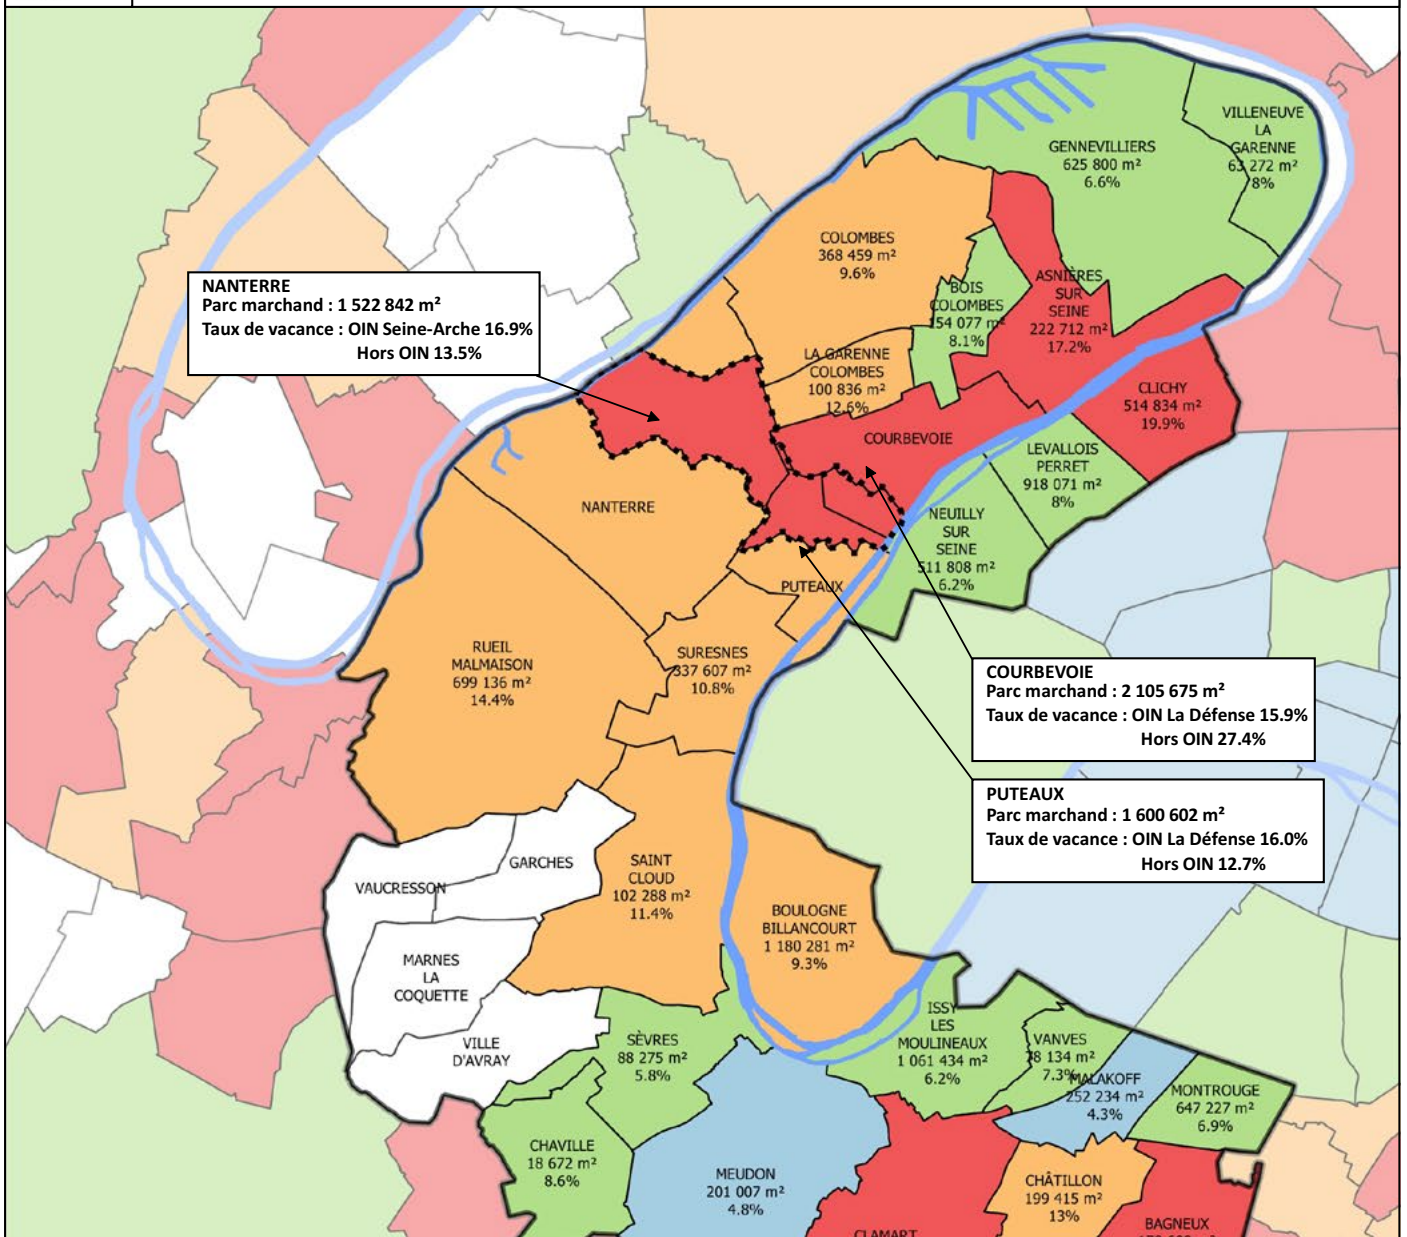 VILLENEUVE
LA
GARENNE
63 272 m²
8%
GENNEVILLIERS
625 800 m²
6.6%
COLOMBES
368 459 m²
9.6%
NANTERRE
Parc marchand : 1 522 842 m²
Taux de vacance : OIN Seine-Arche 16.9%
Hors OIN 13.5%
BOIS
COLOMBES
154 077 m²
8.1%
ASNIÈRES
SUR
SEINE
222 712 m²
17.2%
LA GARENNE
COLOMBES
100 836 m²
12.6%
CLICHY
514 834 m²
19.9%
COURBEVOIE
LEVALLOIS
PERRET
918 071 m²
8%
NANTERRE
NEUILLY
SUR
SEINE
511 808 m²
6.2%
PUTEAUX
RUEIL
MALMAISON
699 136 m²
14.4%
SURESNES
337 607 m²
10.8%
COURBEVOIE
Parc marchand : 2 105 675 m²
Taux de vacance : OIN La Défense 15.9%
Hors OIN 27.4%
PUTEAUX
Parc marchand : 1 600 602 m²
Taux de vacance : OIN La Défense 16.0%
Hors OIN 12.7%
GARCHES
VAUCRESSON
SAINT
CLOUD
102 288 m²
11.4%
BOULOGNE
BILLANCOURT
1 180 281 m²
9.3%
MARNES
LA
COQUETTE
VILLE
D'AVRAY
SÈVRES
88 275 m²
5.8%
ISSY
LES
MOULINEAUX
1 061 434 m²
6.2%
VANVES
78 134 m²
7.3%
MALAKOFF
252 234 m²
4.3%
MONTROUGE
647 227 m²
6.9%
CHAVILLE
18 672 m²
8.6%
MEUDON
201 007 m²
4.8%
CHÂTILLON
199 415 m²
13%
BAGNEUX
CLAMART